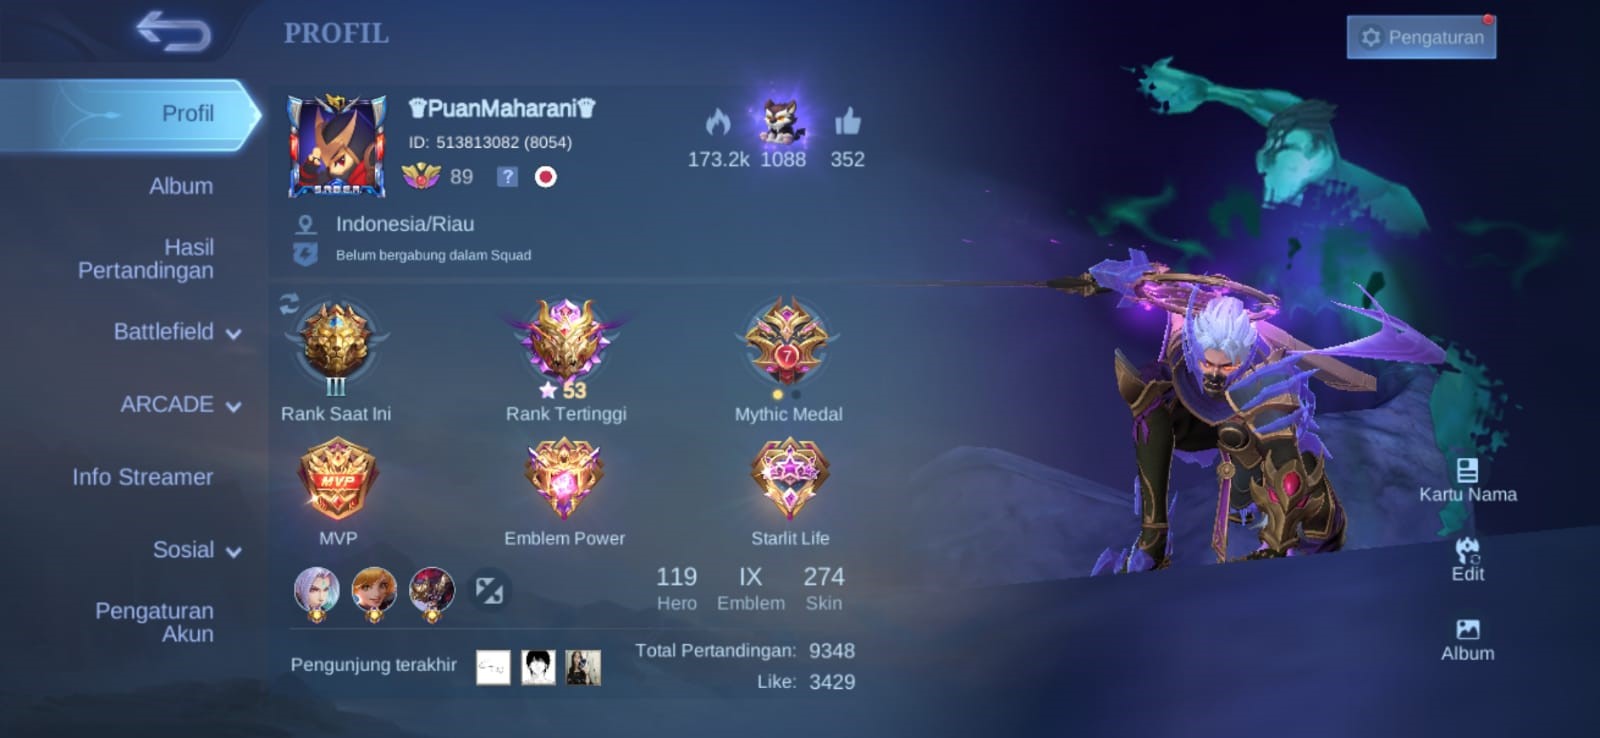 PROFIL
Pengaturan
Profil
Album
Hasil
Pertandingan
Battlefield
ARCADE
Info Streamer
Sosial
Pengaturan
Akun
PuanMaharani
ID: 513813082 (8054)
89
?
S.A.B.E.R.
173.2k
1088
352
Indonesia/Riau
Belum bergabung dalam Squad
III
Rank Saat Ini
53
Rank Tertinggi
7
Mythic Medal
MVP
MVP
Emblem Power
Starlit Life
119
Hero
IX
Emblem
274
Skin
Pengunjung terakhir
Total Pertandingan: 9348
Like: 3429
Kartu Nama
Edit
Album